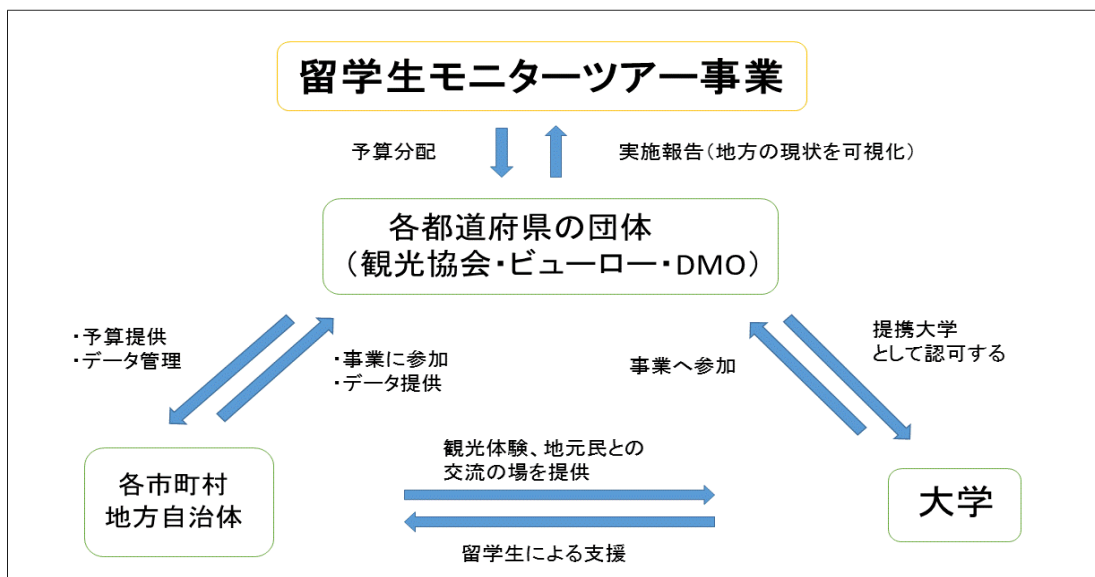 留学生モニターツアー事業
予算分配
実施報告(地方の現状を可視化)
各都道府県の団体
(観光協会・ビューロー・DMO)
・予算提供
・データ管理
・事業に参加
・データ提供
事業へ参加
提携大学
として認可する
各市町村
地方自治体
観光体験、地元民との
交流の場を提供
留学生による支援
大学